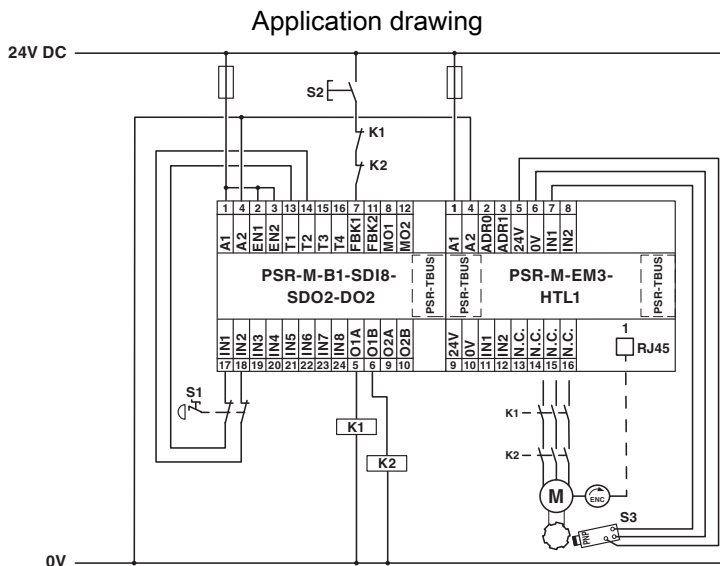 Application drawing
24V DC
S2
K1
K2
1 4 2 3 13 14 15 16 7 11 8 12
1 4 2 3 5 6 7 8
A1 A2 EN1 EN2 T1 T2 T3 T4 FBK1 FBK2 MO1 MO2
A1 A2 ADR0 ADR1 24V 0V IN1 IN2
PSR-M-B1-SDI8-
SDO2-DO2
PSR-TBUS
PSR-TBUS
PSR-M-EM3-
HTL1
PSR-TBUS
1
RJ45
IN1 IN2 IN3 IN4 IN5 IN6 IN7 IN8 O1A O1B O2A O2B
24V 0V IN1 IN2 N.C. N.C. N.C. N.C.
17 18 19 20 21 22 23 24 5 6 9 10
9 10 11 12 13 14 15 16
S1
K1
K2
K1
K2
M
ENC
S3
PNP
0V